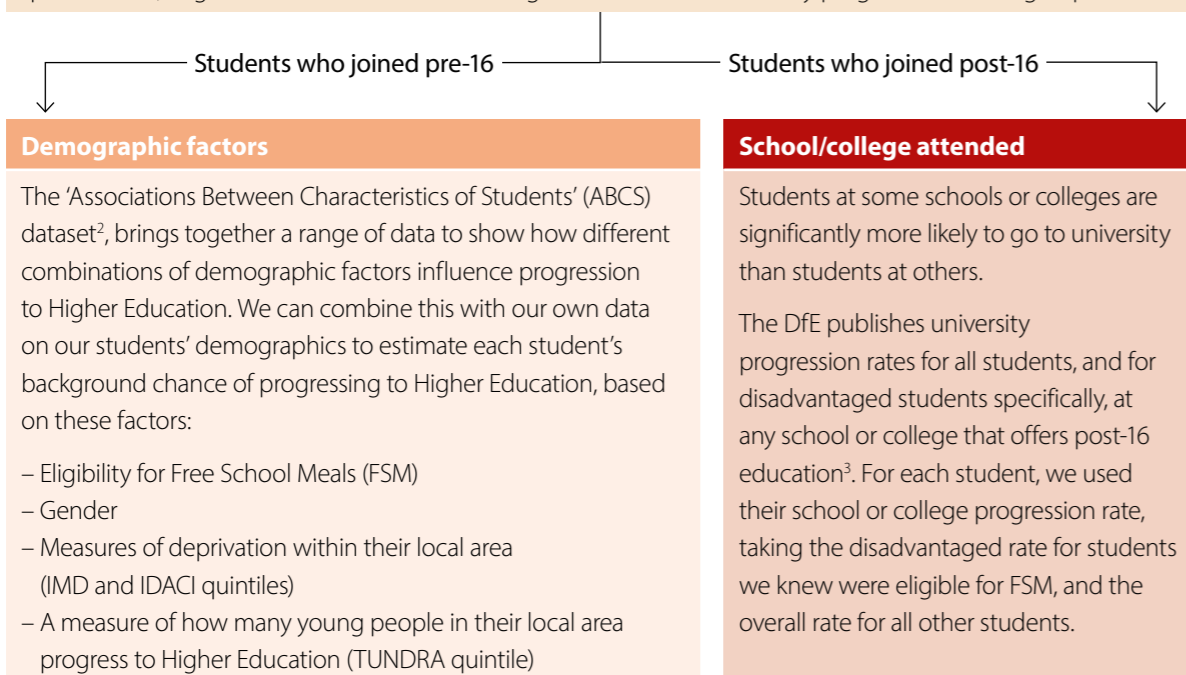 Students who joined pre-16
Students who joined post-16
Demographic factors
The ‘Associations Between Characteristics of Students’ (ABCS)
dataset², brings together a range of data to show how different
combinations of demographic factors influence progression
to Higher Education. We can combine this with our own data
on our students’ demographics to estimate each student’s
background chance of progressing to Higher Education, based
on these factors:
– Eligibility for Free School Meals (FSM)
– Gender
– Measures of deprivation within their local area
(IMD and IDACI quintiles)
– A measure of how many young people in their local area
progress to Higher Education (TUNDRA quintile)
School/college attended
Students at some schools or colleges are
significantly more likely to go to university
than students at others.
The DfE publishes university
progression rates for all students, and for
disadvantaged students specifically, at
any school or college that offers post-16
education³. For each student, we used
their school or college progression rate,
taking the disadvantaged rate for students
we knew were eligible for FSM, and the
overall rate for all other students.